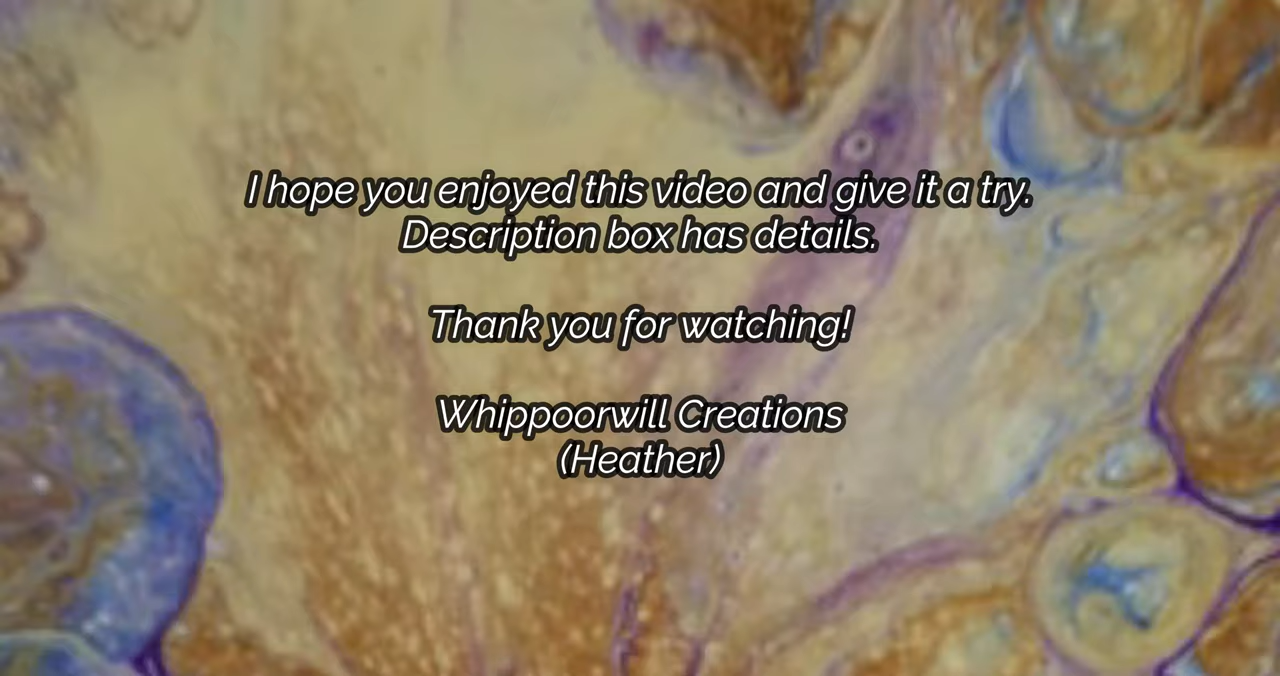 I hope you enjoyed this video and give it a try.
Description box has details.
Thank you for watching!
Whippoorwill Creations
(Heather)